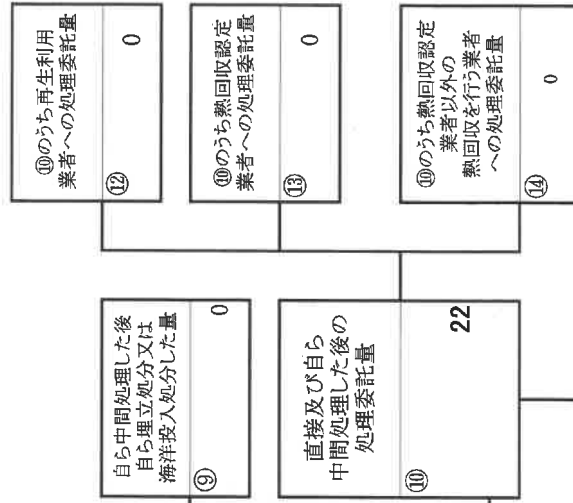 自ら中間処理した後
自ら埋立処分又は
海洋投入処分した量
⑨
0
直接及び自ら
中間処理した後の
処理委託量
⑩
22
⑩のうち再生利用
業者への処理委託量
⑫
0
⑩のうち熱回収認定
業者への処理委託量
⑬
0
⑩のうち熱回収認定
業者以外の
熱回収を行う業者
への処理委託量
⑭
0